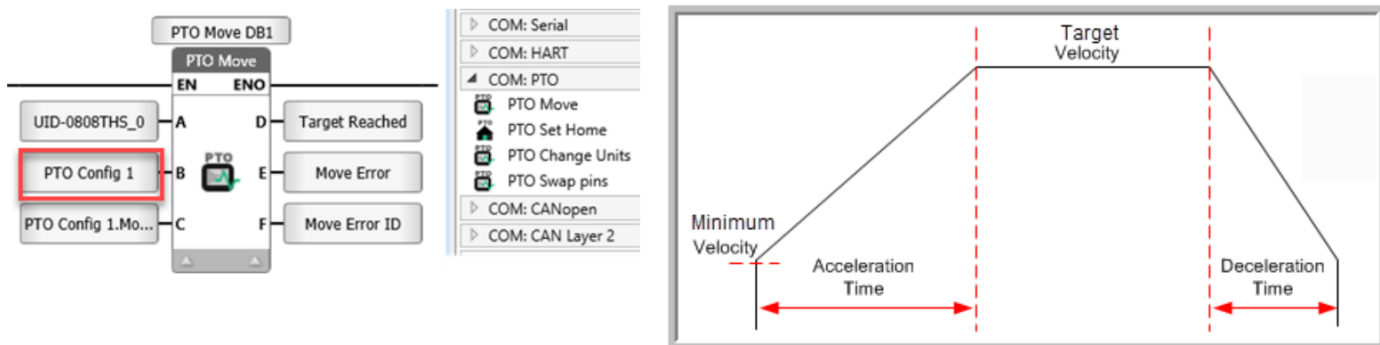 PTO Move DB1
PTO Move
EN ENO
UID-0808THS_0 A D Target Reached
PTO Config 1 B PTO E Move Error
PTO Config 1.Mo... C F Move Error ID
COM: Serial
COM: HART
COM: PTO
PTO Move
PTO Set Home
PTO Change Units
PTO Swap pins
COM: CANopen
COM: CAN Layer 2
Target
Velocity
Minimum
Velocity
Acceleration
Time
Deceleration
Time